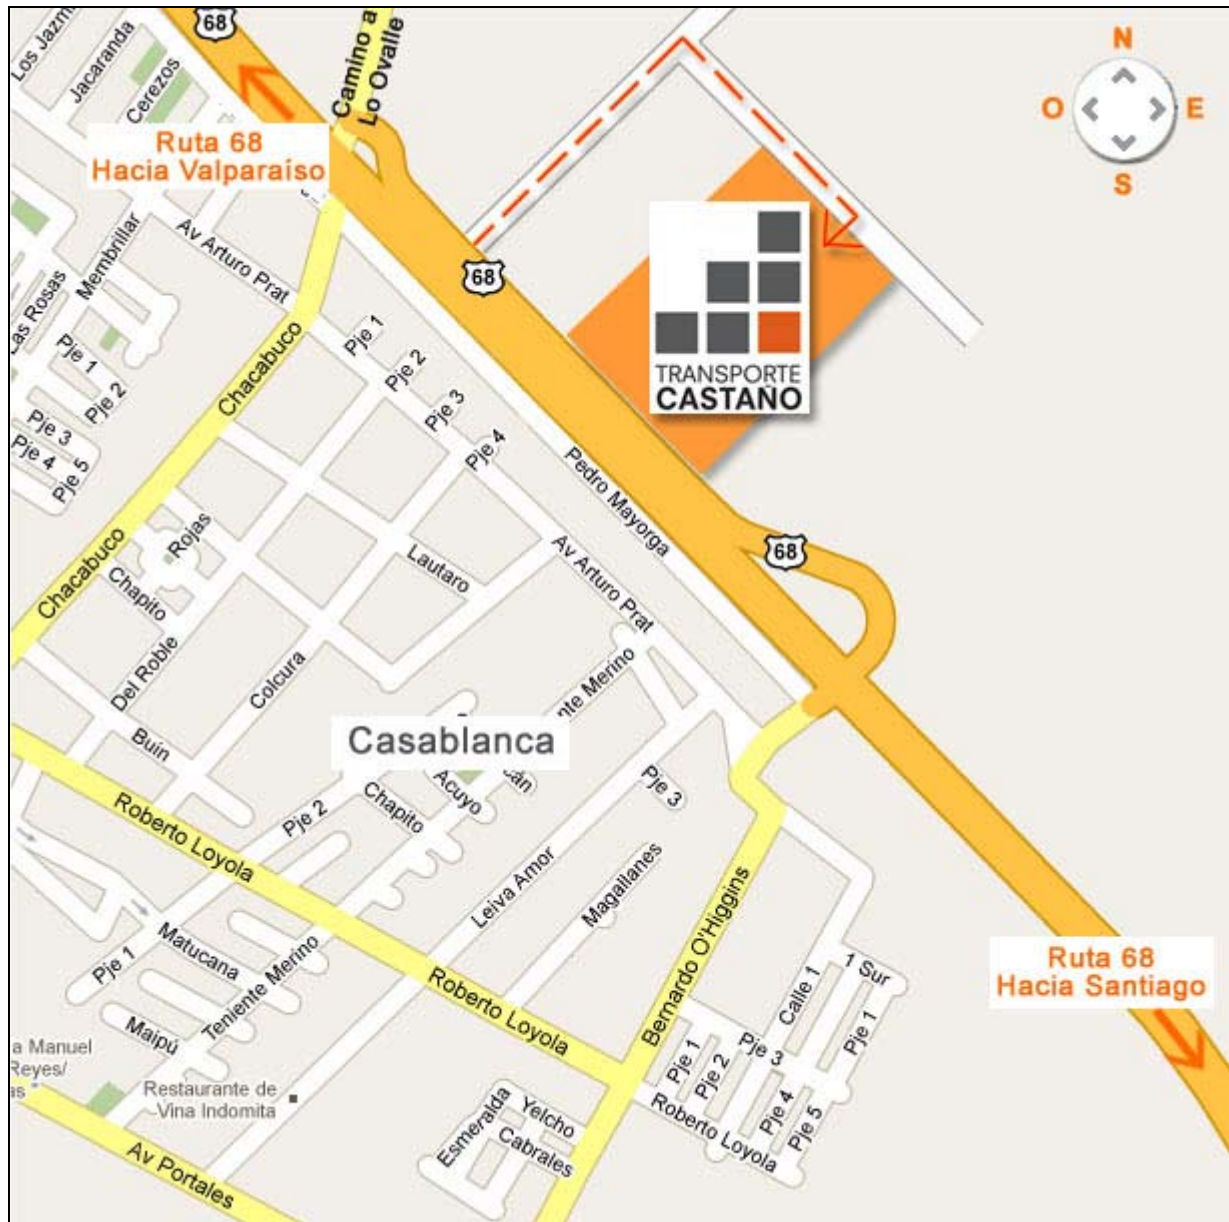 68
Camino a
Lo Ovalle
Los Jazmi
Jacaranda
Cerezos
N
O
E
S
Ruta 68
Hacia Valparaíso
Av Arturo Prat
Membrillar
68
Las Rosas
Pje 1
Pje 2
Pje 3
Pje 4
Pje 5
Chacabuco
Pje 1
Pje 2
Pje 3
Pje 4
TRANSPORTE
CASTAÑO
Pedro Mayorga
68
Rojas
Chacabuco
Chapito
Lautaro
Av Arturo Prat
Del Roble
Colcura
nte Merino
Buín
Casablanca
cán
Acuyo
Chapito
Pje 2
Pje 3
Roberto Loyola
Leiva Amor
Magallanes
Bernardo O'Higgins
Pje 1
Matucana
Teniente Merino
Maipú
Roberto Loyola
Ruta 68
Hacia Santiago
1 Sur
Calle 1
Pje 1
Pje 3
Pje 1
Pje 2
Pje 4
Pje 5
Roberto Loyola
a Manuel
Reyes/
as
Restaurante de
Vina Indomita
Esmeralda
Yelcho
Cabrales
Av Portales